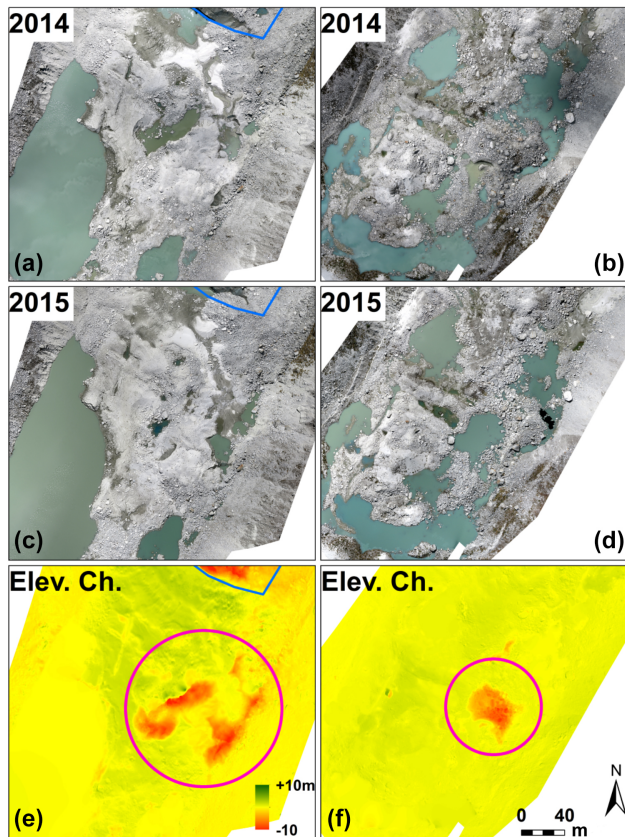 2014
(a)
2014
(b)
2015
(c)
2015
(d)
Elev. Ch.
+10m
-10
(e)
Elev. Ch.
N
0 40
m
(f)